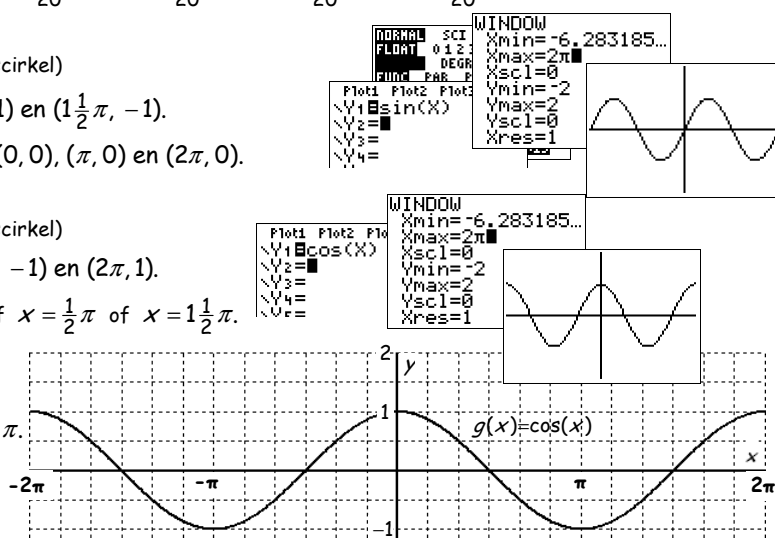 cirkel)
1) en (1½π, −1).
(0, 0), (π, 0) en (2π, 0).
NORMAL SCI
FLOAT 0 1 2
DEGR
FUNC PAR P
Plot1 Plot2 Plot3
\Y1=sin(X)
\Y2=
\Y3=
\Y4=
WINDOW
Xmin=-6.283185…
Xmax=2π
Xscl=0
Ymin=-2
Ymax=2
Yscl=0
Xres=1
cirkel)
−1) en (2π, 1).
f x = ½π of x = 1½π.
Plot1 Plot2 Plo
\Y1=cos(X)
\Y2=
\Y3=
\Y4=
WINDOW
Xmin=-6.283185…
Xmax=2π
Xscl=0
Ymin=-2
Ymax=2
Yscl=0
Xres=1
2 y
1
π.
g(x)=cos(x)
x
-2π -π π 2π
−1